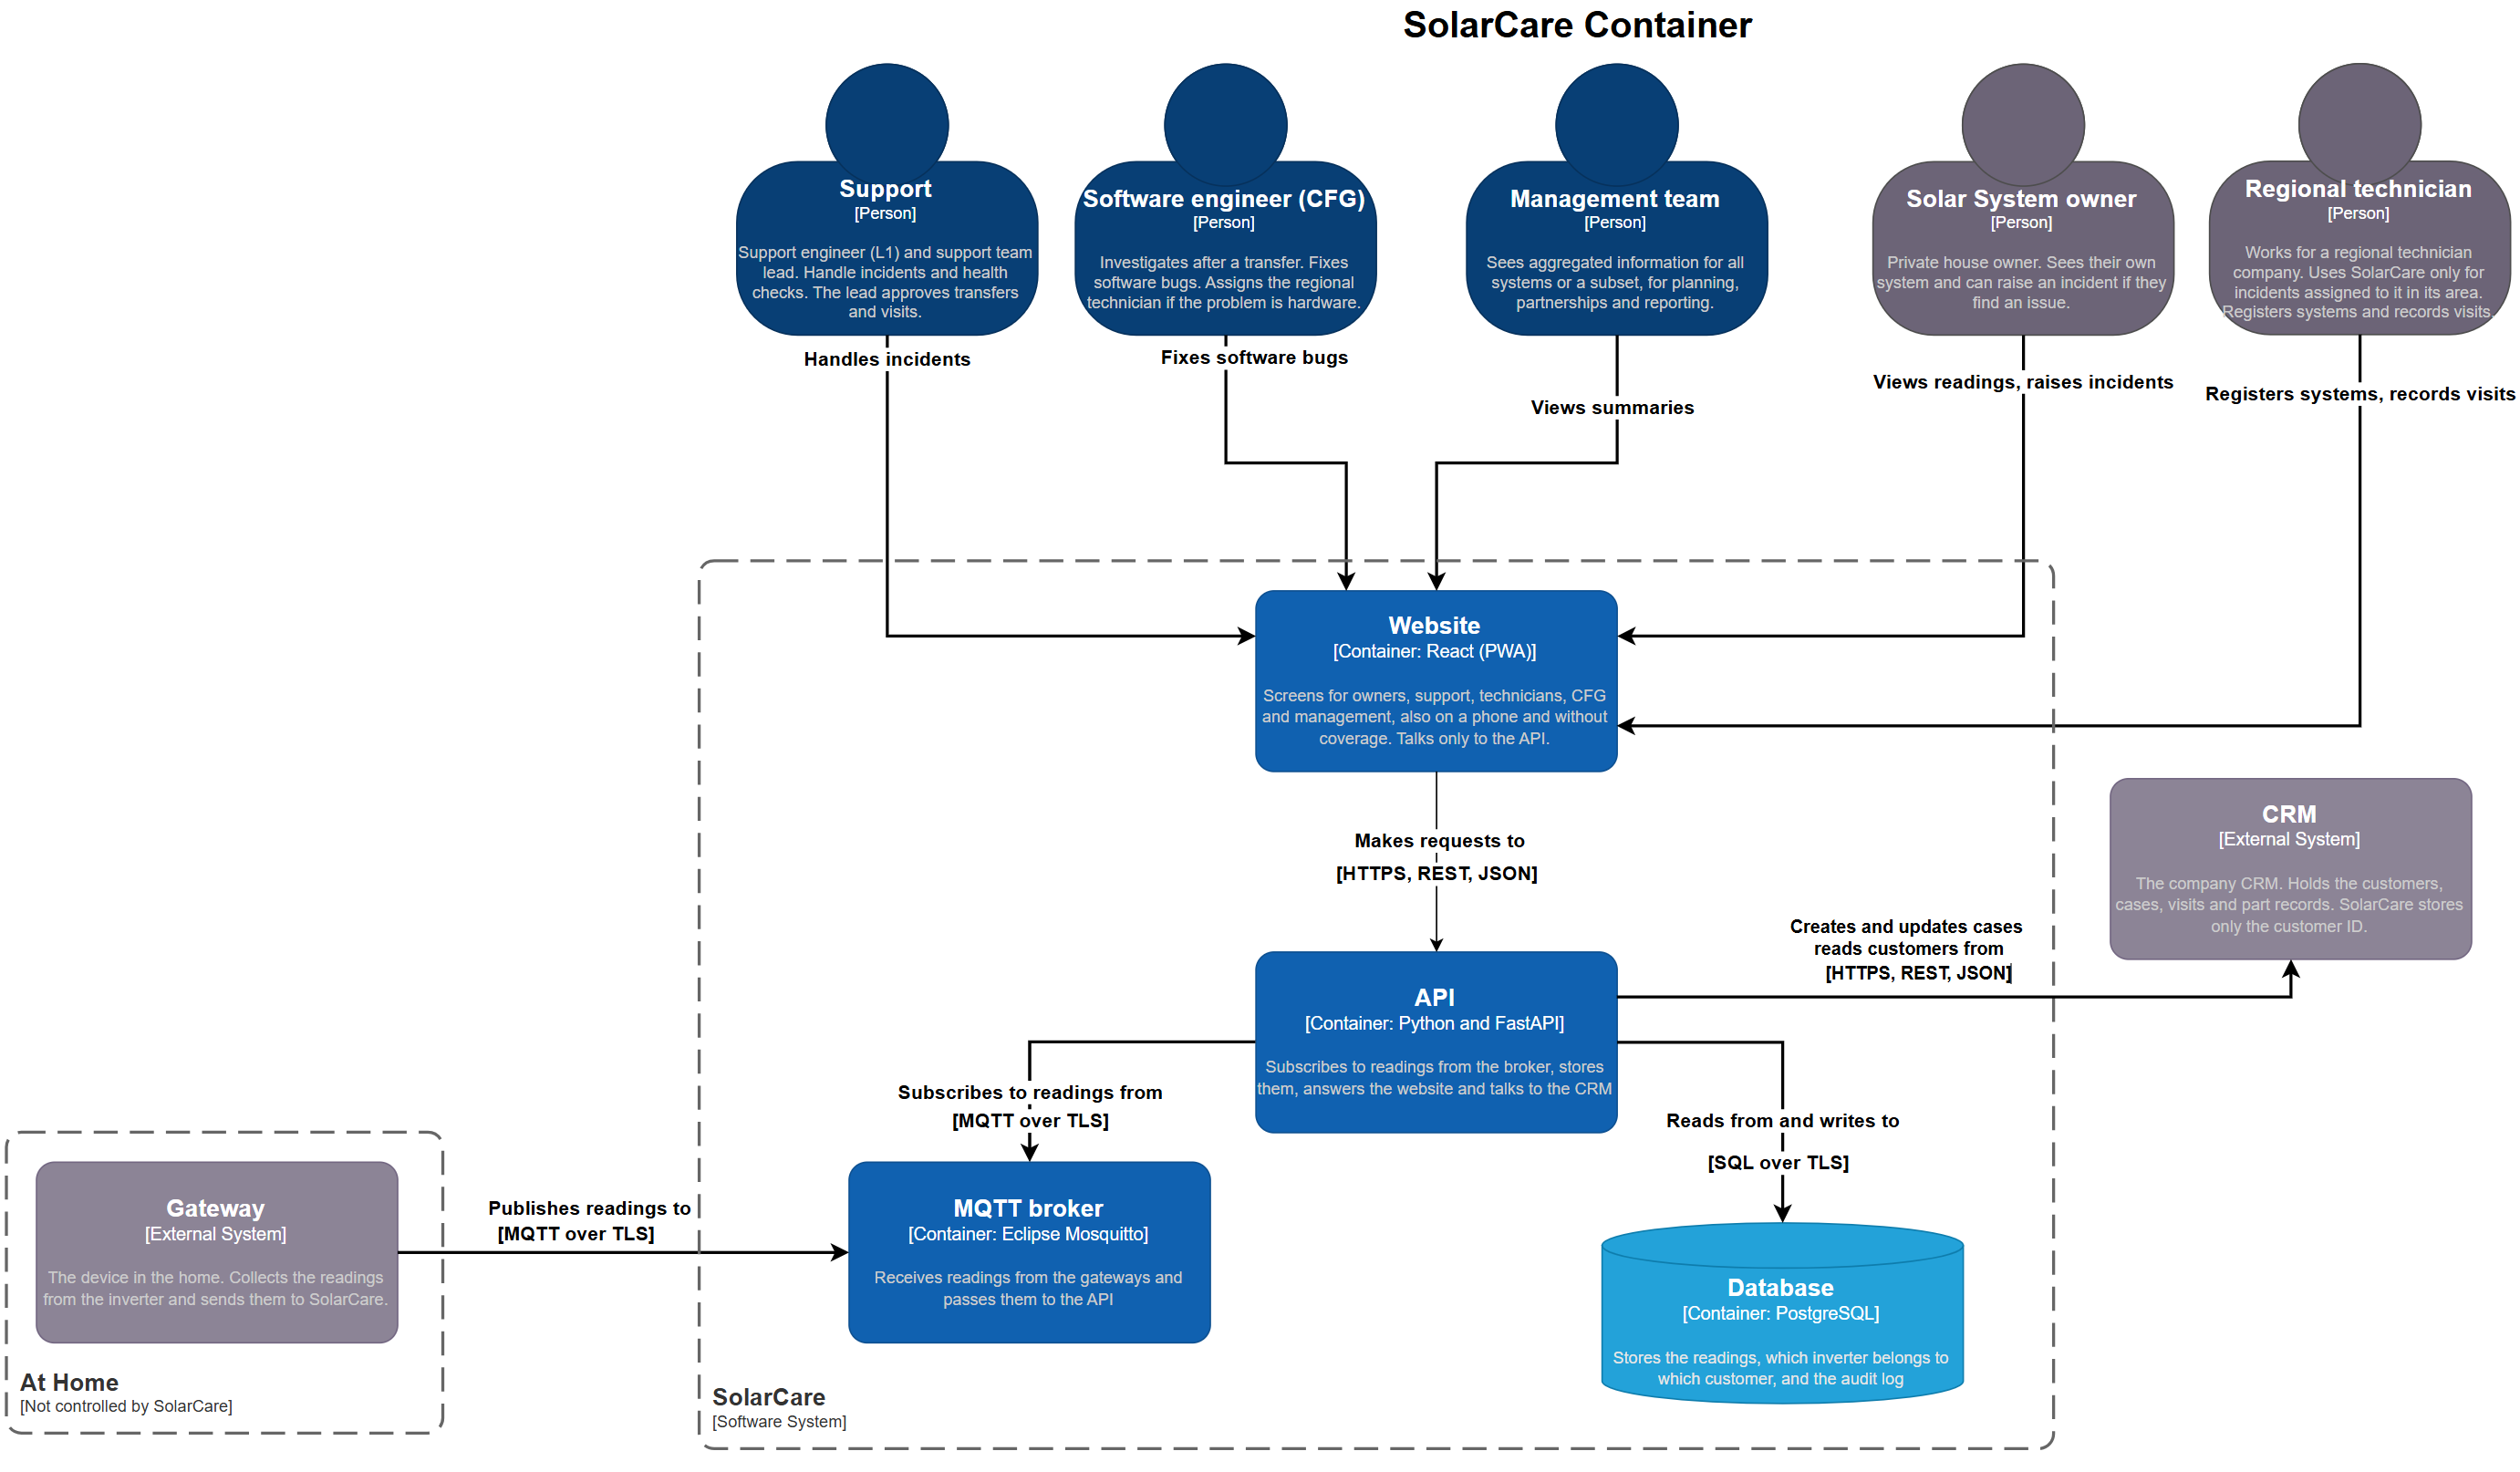 SolarCare Container
Support
[Person]
Support engineer (L1) and support team
lead. Handle incidents and health
checks. The lead approves transfers
and visits.
Software engineer (CFG)
[Person]
Investigates after a transfer. Fixes
software bugs. Assigns the regional
technician if the problem is hardware.
Management team
[Person]
Sees aggregated information for all
systems or a subset, for planning,
partnerships and reporting.
Solar System owner
[Person]
Private house owner. Sees their own
system and can raise an incident if they
find an issue.
Regional technician
[Person]
Works for a regional technician
company. Uses SolarCare only for
incidents assigned to it in its area.
Registers systems and records visits.
Handles incidents
Fixes software bugs
Views summaries
Views readings, raises incidents
Registers systems, records visits
Website
[Container: React (PWA)]
Screens for owners, support, technicians, CFG
and management, also on a phone and without
coverage. Talks only to the API.
Makes requests to
[HTTPS, REST, JSON]
CRM
[External System]
The company CRM. Holds the customers,
cases, visits and part records. SolarCare stores
only the customer ID.
Creates and updates cases
reads customers from
[HTTPS, REST, JSON]
API
[Container: Python and FastAPI]
Subscribes to readings from the broker, stores
them, answers the website and talks to the CRM
Subscribes to readings from
[MQTT over TLS]
Reads from and writes to
[SQL over TLS]
Gateway
[External System]
The device in the home. Collects the readings
from the inverter and sends them to SolarCare.
At Home
[Not controlled by SolarCare]
Publishes readings to
[MQTT over TLS]
MQTT broker
[Container: Eclipse Mosquitto]
Receives readings from the gateways and
passes them to the API
Database
[Container: PostgreSQL]
Stores the readings, which inverter belongs to
which customer, and the audit log
SolarCare
[Software System]